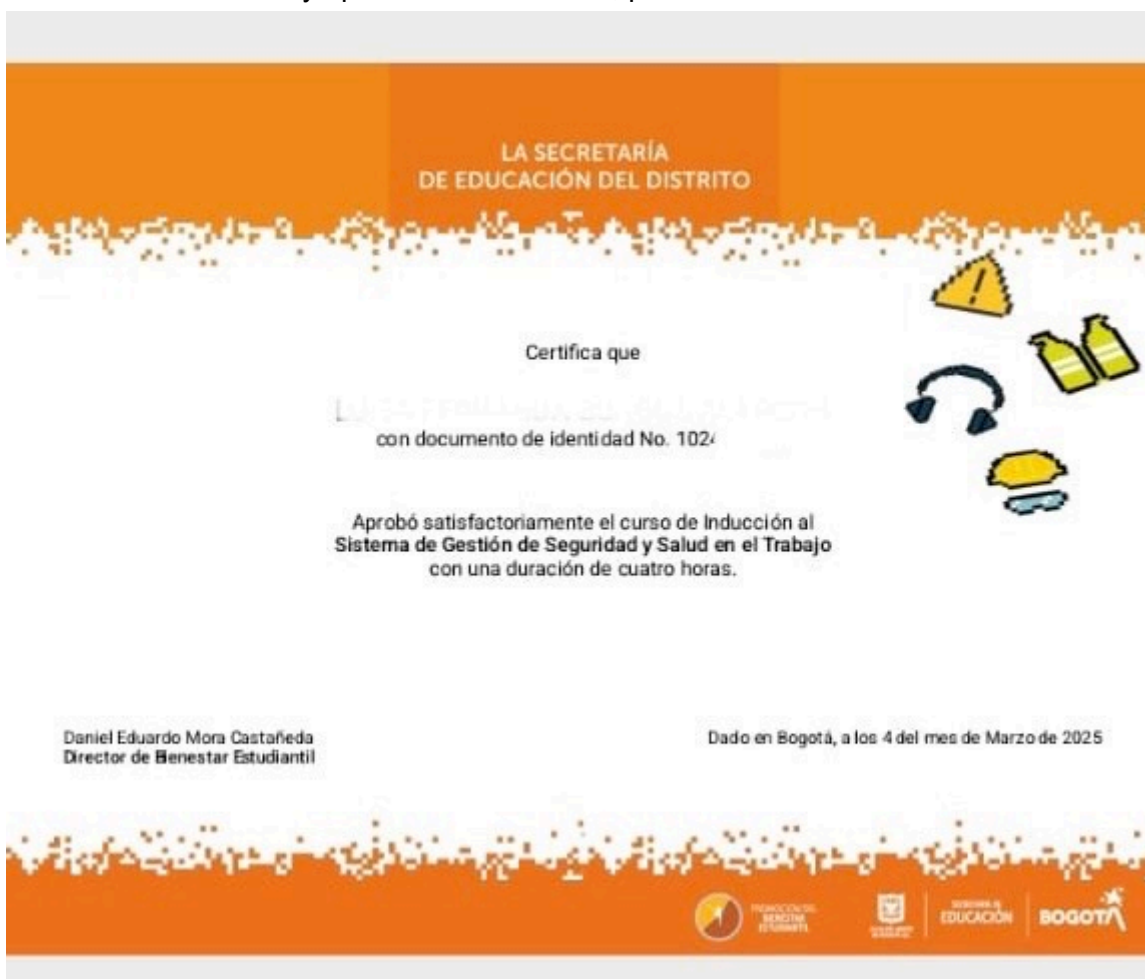 LA SECRETARÍA
DE EDUCACIÓN DEL DISTRITO
Certifica que
con documento de identidad No. 1024
Aprobó satisfactoriamente el curso de Inducción al
Sistema de Gestión de Seguridad y Salud en el Trabajo
con una duración de cuatro horas.
Daniel Eduardo Mora Castañeda
Director de Bienestar Estudiantil
Dado en Bogotá, a los 4 del mes de Marzo de 2025
EDUCACIÓN
BOGOTÁ